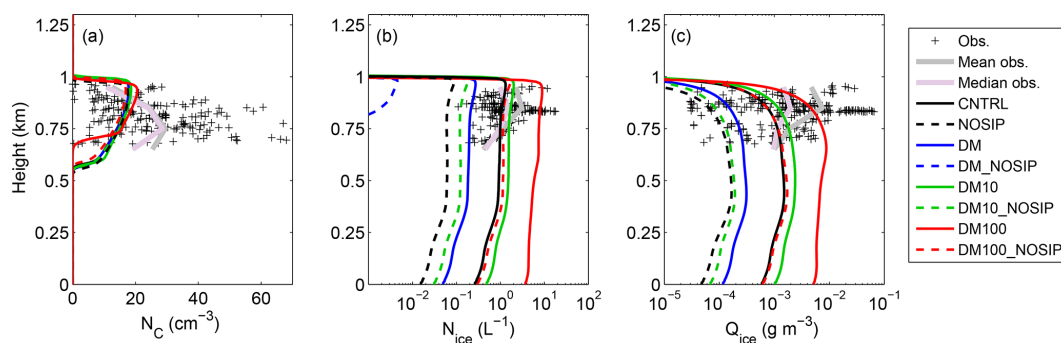 (a)
1.25
1
0.75
0.5
0.25
0
Height (km)
0 20 40 60
N_C (cm^−3)
(b)
1.25
1
0.75
0.5
0.25
0
10^−2 10^−1 10^0 10^1 10^2
N_ice (L^−1)
(c)
1.25
1
0.75
0.5
0.25
0
10^−5 10^−4 10^−3 10^−2 10^−1
Q_ice (g m^−3)
Obs.
Mean obs.
Median obs.
CNTRL
NOSIP
DM
DM_NOSIP
DM10
DM10_NOSIP
DM100
DM100_NOSIP